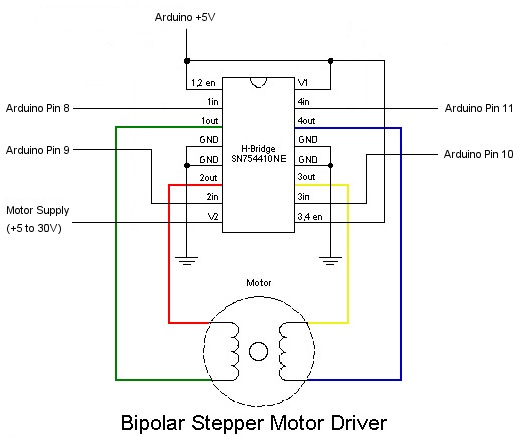 Arduino +5V
1,2 en
V1
Arduino Pin 8
1in
4in
Arduino Pin 11
1out
4out
GND
H-Bridge
GND
Arduino Pin 9
GND
SN754410NE
GND
Arduino Pin 10
2out
3out
2in
3in
Motor Supply
(+5 to 30V)
V2
3,4 en
Motor
Bipolar Stepper Motor Driver